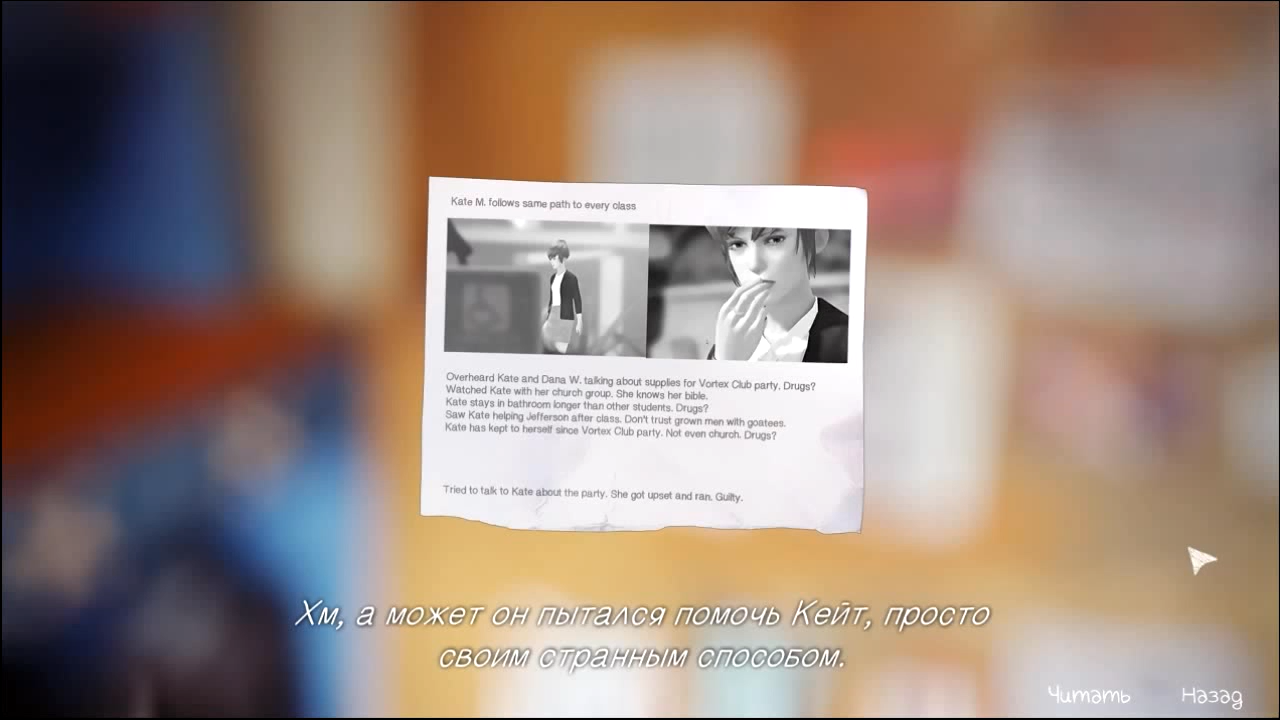 Kate M. follows same path to every class
Overheard Kate and Dana W. talking about supplies for Vortex Club party. Drugs?
Watched Kate with her church group. She knows her bible.
Kate stays in bathroom longer than other students. Drugs?
Saw Kate helping Jefferson after class. Don't trust grown men with goatees.
Kate has kept to herself since Vortex Club party. Not even church. Drugs?
Tried to talk to Kate about the party. She got upset and ran. Guilty.
Хм, а может он пытался помочь Кейт, просто
своим странным способом.
Читать Назад